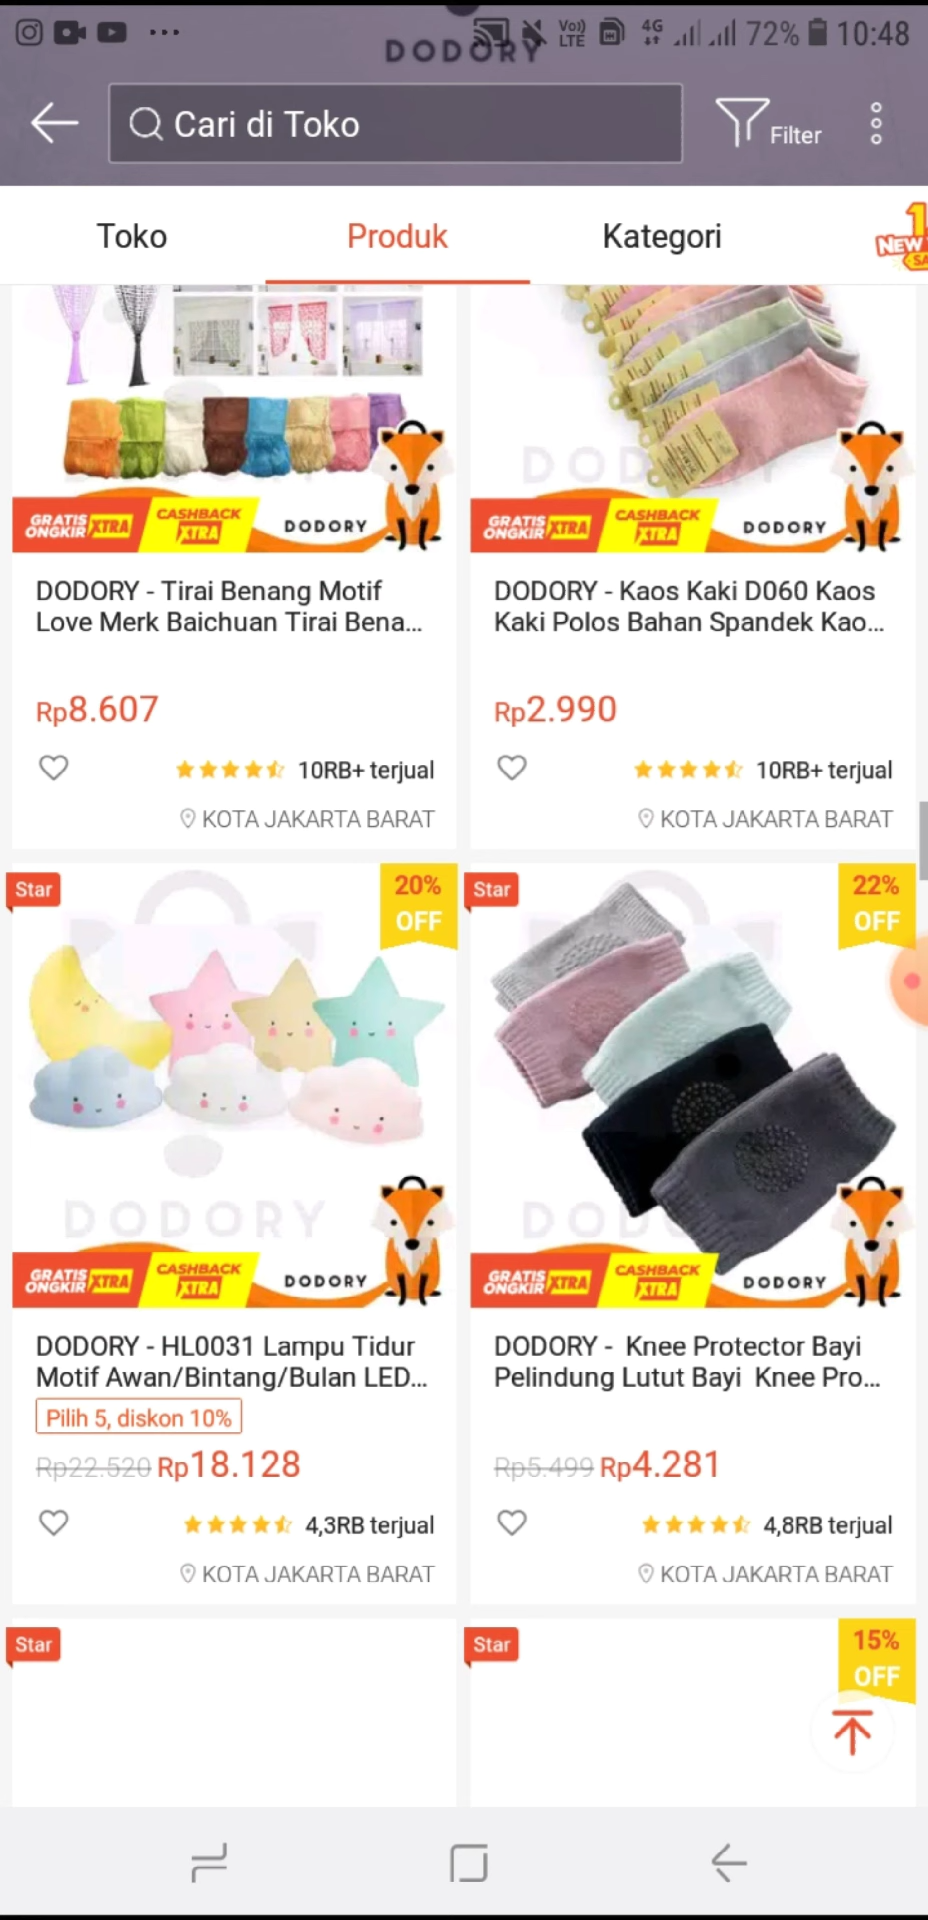 DODORY
Vo)) LTE 4G 72% 10:48
Cari di Toko
Filter
Toko Produk Kategori
1
NEW
SA
DODORY
GRATIS ONGKIR XTRA CASHBACK XTRA DODORY
GRATIS ONGKIR XTRA CASHBACK XTRA DODORY
DODORY - Tirai Benang Motif
Love Merk Baichuan Tirai Bena...
Rp8.607
10RB+ terjual
KOTA JAKARTA BARAT
DODORY - Kaos Kaki D060 Kaos
Kaki Polos Bahan Spandek Kao...
Rp2.990
10RB+ terjual
KOTA JAKARTA BARAT
Star
20%
OFF
DODORY
GRATIS ONGKIR XTRA CASHBACK XTRA DODORY
DODORY - HL0031 Lampu Tidur
Motif Awan/Bintang/Bulan LED...
Pilih 5, diskon 10%
Rp22.520 Rp18.128
4,3RB terjual
KOTA JAKARTA BARAT
Star
22%
OFF
GRATIS ONGKIR XTRA CASHBACK XTRA DODORY
DODORY -  Knee Protector Bayi
Pelindung Lutut Bayi  Knee Pro...
Rp5.499 Rp4.281
4,8RB terjual
KOTA JAKARTA BARAT
Star
Star
15%
OFF